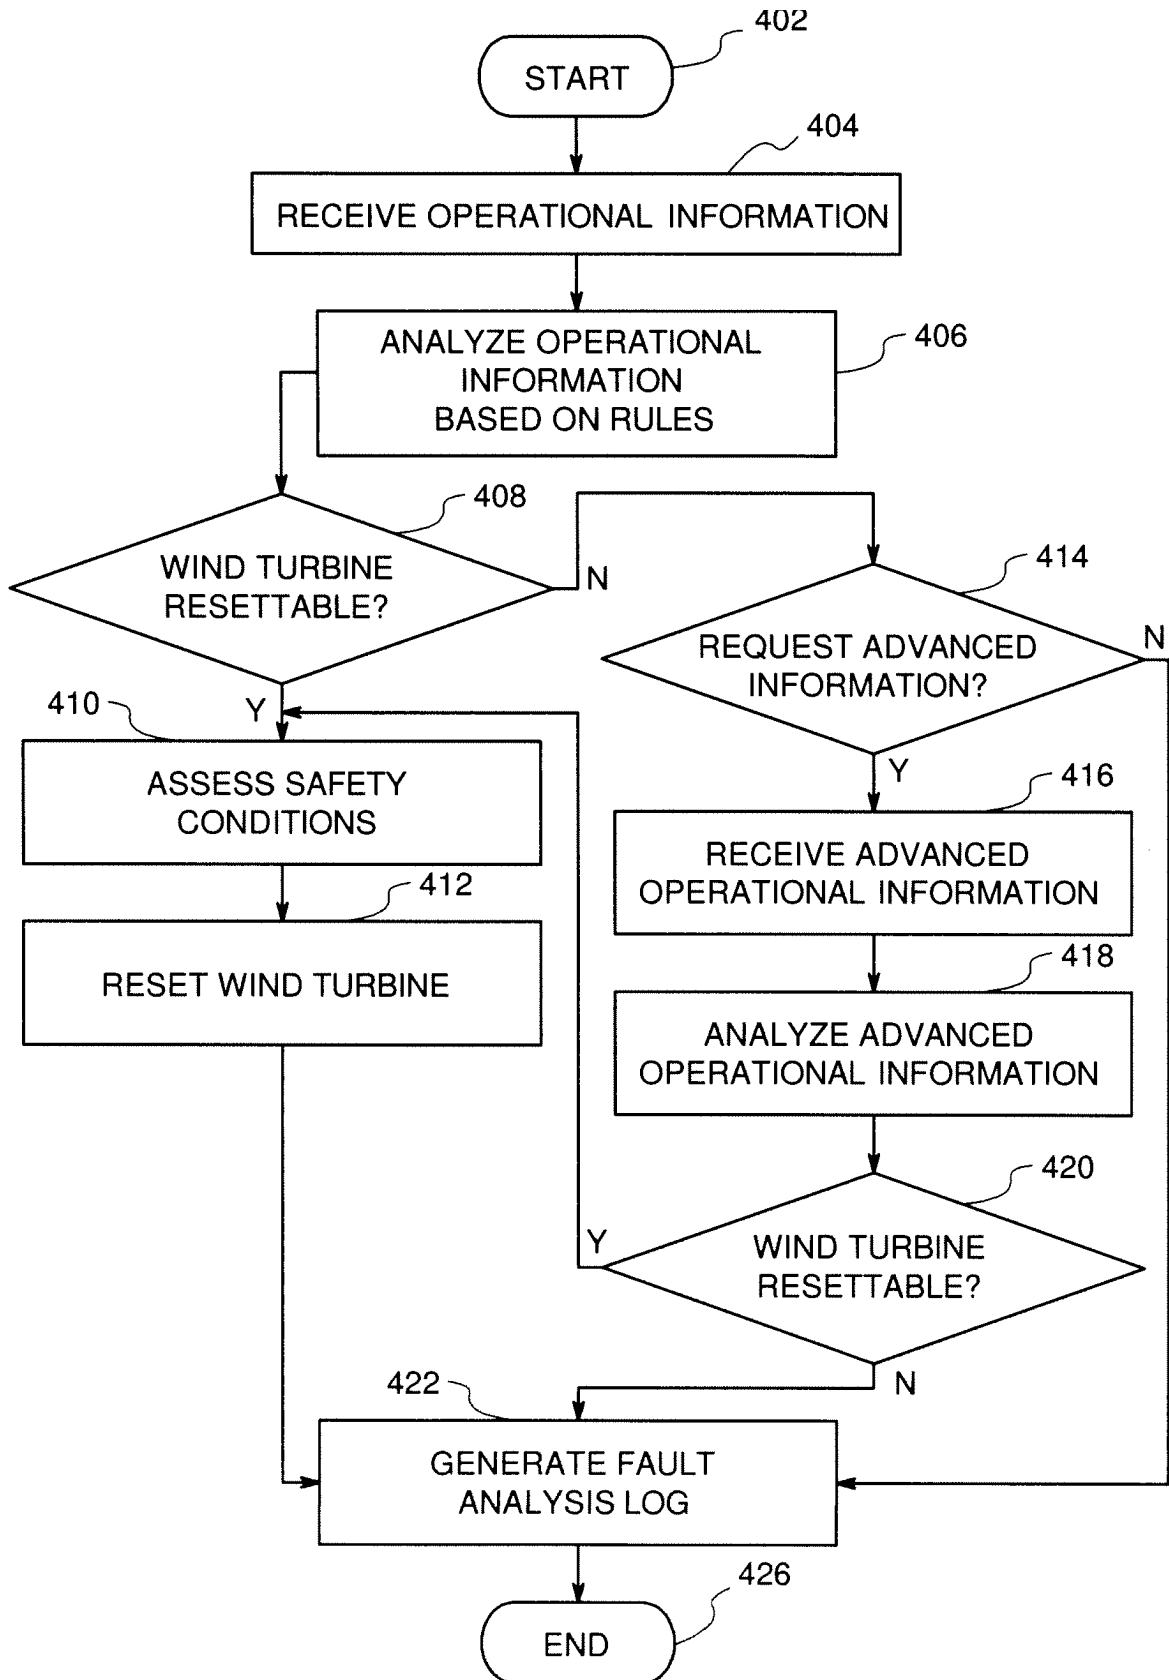 402
START
404
RECEIVE OPERATIONAL INFORMATION
ANALYZE OPERATIONAL
INFORMATION
BASED ON RULES
406
408
WIND TURBINE
RESETTABLE?
N
414
REQUEST ADVANCED
INFORMATION?
N
Y
410
ASSESS SAFETY
CONDITIONS
Y
416
RECEIVE ADVANCED
OPERATIONAL INFORMATION
412
RESET WIND TURBINE
418
ANALYZE ADVANCED
OPERATIONAL INFORMATION
420
WIND TURBINE
RESETTABLE?
Y
N
422
GENERATE FAULT
ANALYSIS LOG
426
END